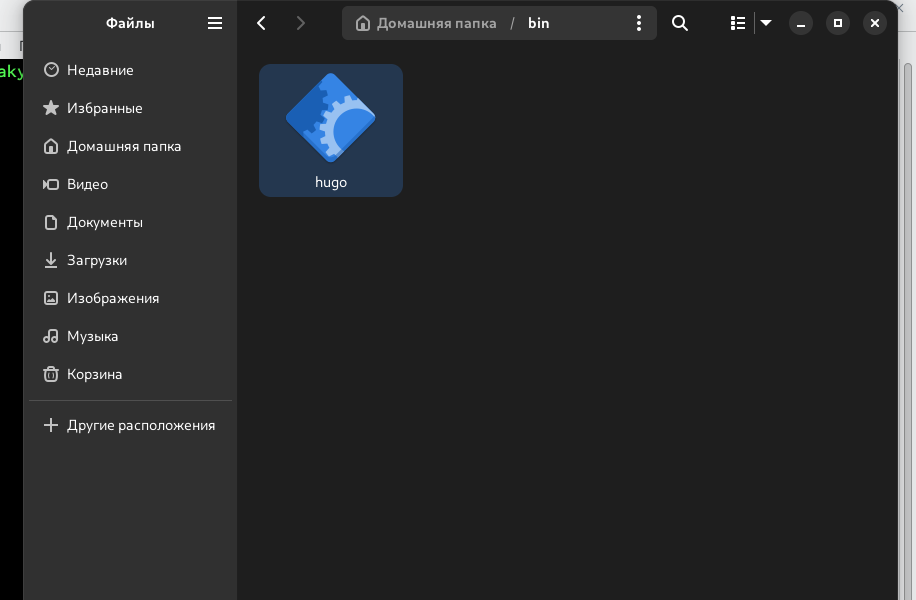 Файлы
Домашняя папка / bin
Недавние
Избранные
Домашняя папка
Видео
Документы
Загрузки
Изображения
Музыка
Корзина
Другие расположения
hugo
aky